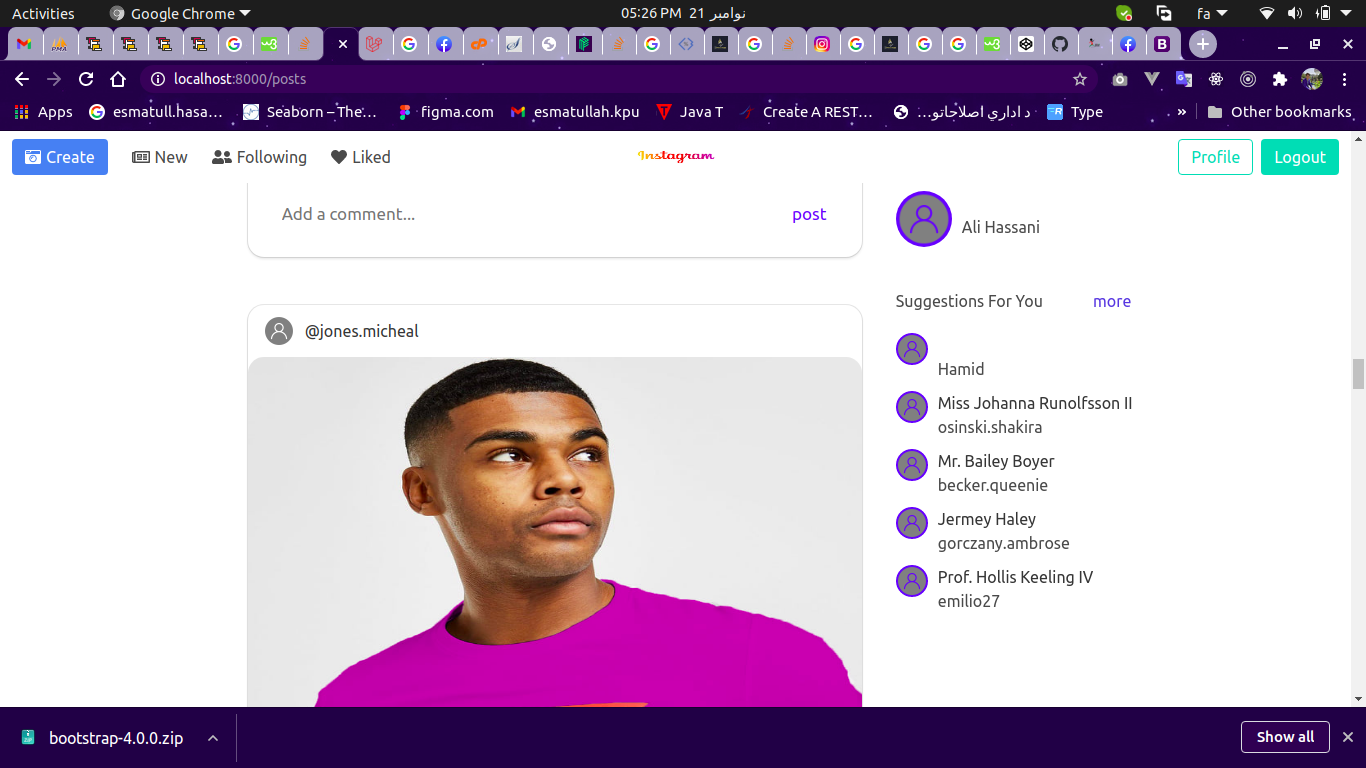 Activities Google Chrome 05:26 PM 21 نوامبر fa
localhost:8000/posts
Apps esmatull.hasa... Seaborn – The... figma.com esmatullah.kpu Java T Create A REST... د اداري اصلاحاتو... Type » Other bookmarks
Create New Following Liked Instagram Profile Logout
Add a comment... post
Ali Hassani
Suggestions For You more
@jones.micheal
Hamid
Miss Johanna Runolfsson II
osinski.shakira
Mr. Bailey Boyer
becker.queenie
Jermey Haley
gorczany.ambrose
Prof. Hollis Keeling IV
emilio27
bootstrap-4.0.0.zip Show all